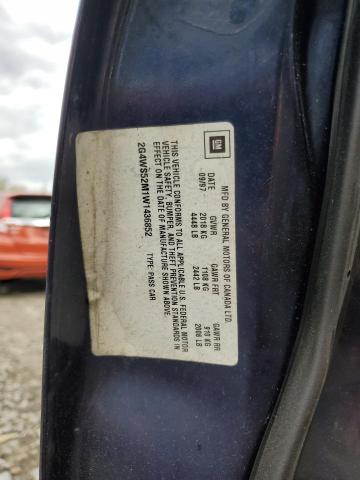 GM
MFD BY GENERAL MOTORS OF CANADA LTD.
DATE GVWR GAWR FRT GAWR RR
09/97 2018 KG 1108 KG 910 KG
4448 LB 2442 LB 2006 LB
THIS VEHICLE CONFORMS TO ALL APPLICABLE U.S. FEDERAL MOTOR
VEHICLE SAFETY, BUMPER, AND THEFT PREVENTION STANDARDS IN
EFFECT ON THE DATE OF MANUFACTURE SHOWN ABOVE.
2G4WS52M1W1436852 TYPE: PASS CAR